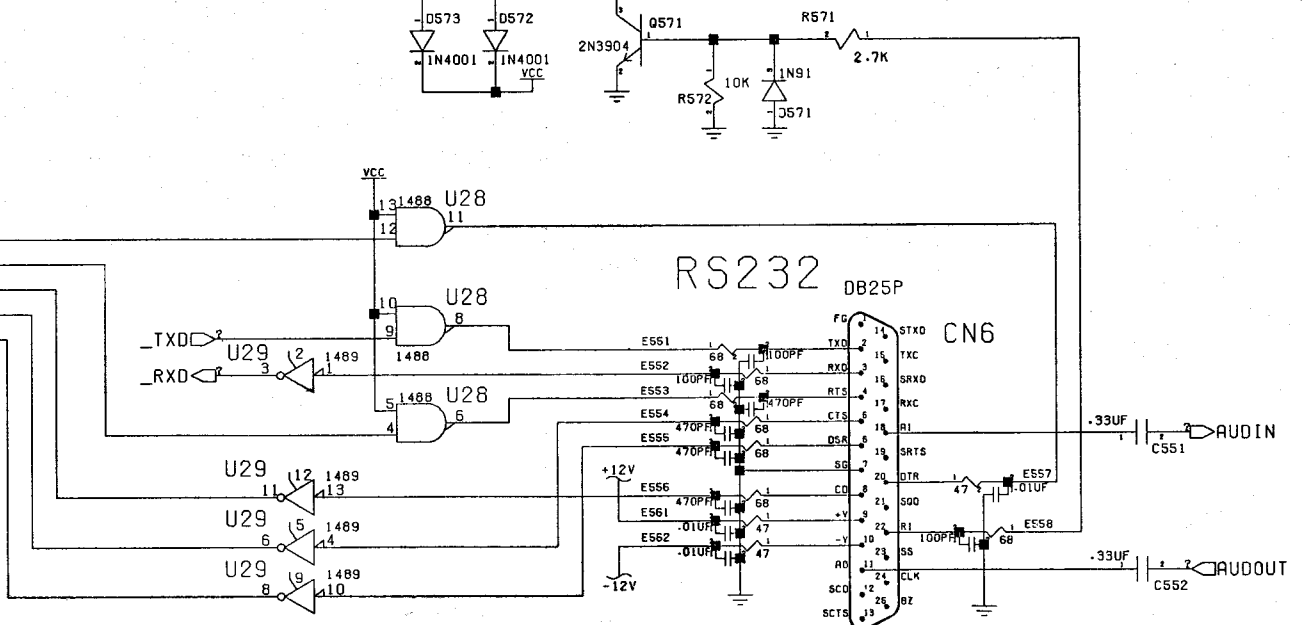 D573
D572
Q571
R571
2N3904
1N4001
1N4001
VCC
2.7K
R572
10K
1N91
D571
VCC
13
1488
U28
12
11
10
U28
9
8
1488
_TXD
U29
2
1489
3
1
_RXD
5
1488
U28
4
6
U29
12
1489
11
13
U29
5
1489
6
4
U29
9
1489
8
10
RS232
DB25P
CN6
E551
68
100PF
E552
100PF
68
E553
68
470PF
E554
470PF
68
E555
470PF
68
+12V
E556
470PF
68
E561
.01UF
47
E562
.01UF
47
-12V
FG 1
TXD 2
RXD 3
RTS 4
CTS
DSR 6
SG 7
CD 8
+V 9
-V 10
AO 11
SCD 12
SCTS 13
14 STXD
15 TXC
16 SRXD
17 RXC
18 AI
19 SRTS
20 DTR
21 SQD
22 RI
23 SS
24 CLK
25 BZ
.33UF
1
2
C551
AUDIN
47
E557
.01UF
100PF
68
E558
.33UF
1
2
C552
AUDOUT